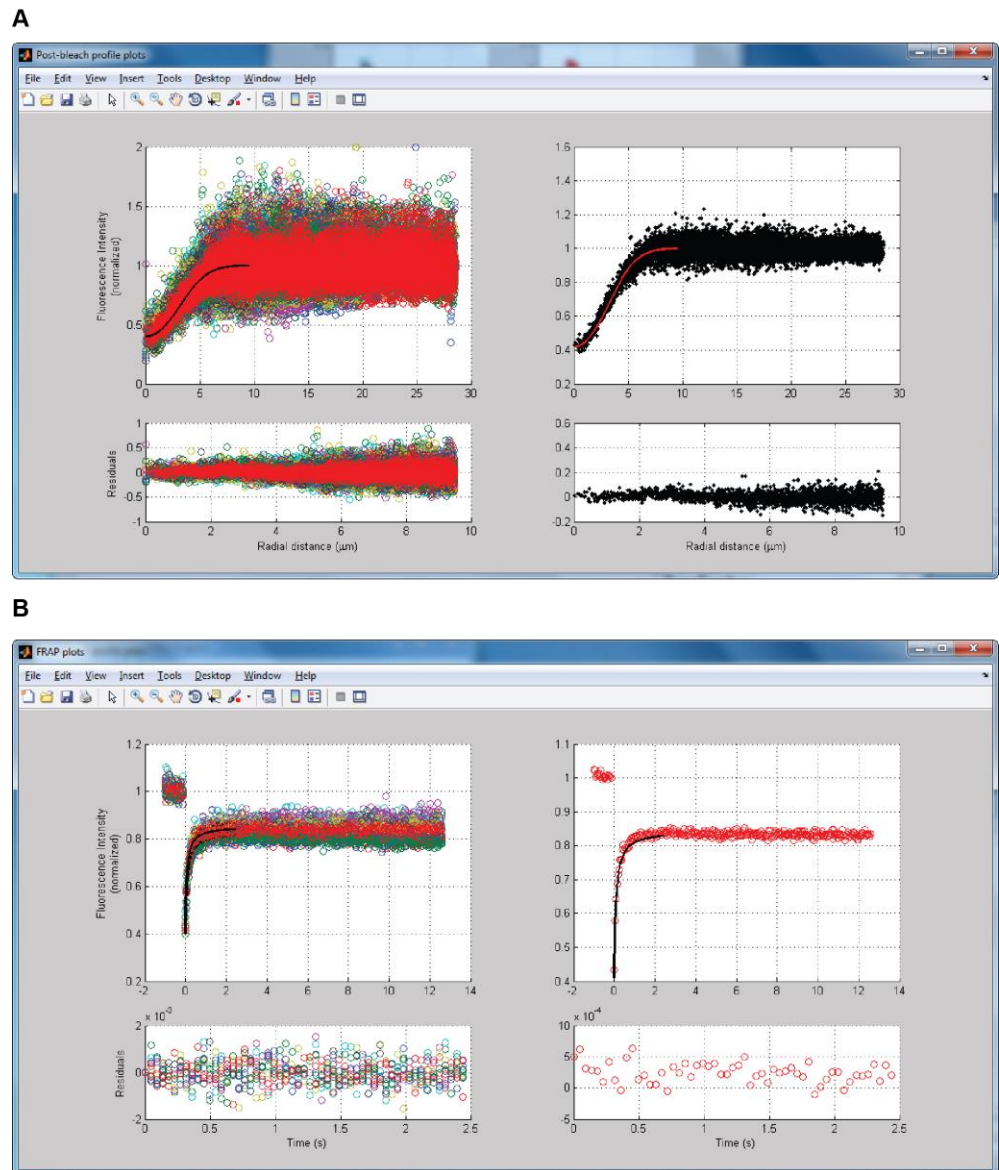 A
Post-bleach profile plots
File Edit View Insert Tools Desktop Window Help
2
1.5
1
0.5
0
0 5 10 15 20 25 30
Fluorescence Intensity
(normalized)
1.6
1.4
1.2
1
0.8
0.6
0.4
0.2
0 5 10 15 20 25 30
1
0.5
0
-0.5
-1
0 2 4 6 8 10
Residuals
Radial distance (µm)
0.6
0.4
0.2
0
-0.2
0 2 4 6 8 10
Radial distance (µm)
B
FRAP plots
File Edit View Insert Tools Desktop Window Help
1.2
1
0.8
0.6
0.4
0.2
-2 0 2 4 6 8 10 12 14
Fluorescence Intensity
(normalized)
1.1
1
0.9
0.8
0.7
0.6
0.5
0.4
-2 0 2 4 6 8 10 12 14
x 10^-3
2
0
-2
0 0.5 1 1.5 2 2.5
Residuals
Time (s)
x 10^-4
10
5
0
-5
0 0.5 1 1.5 2 2.5
Time (s)